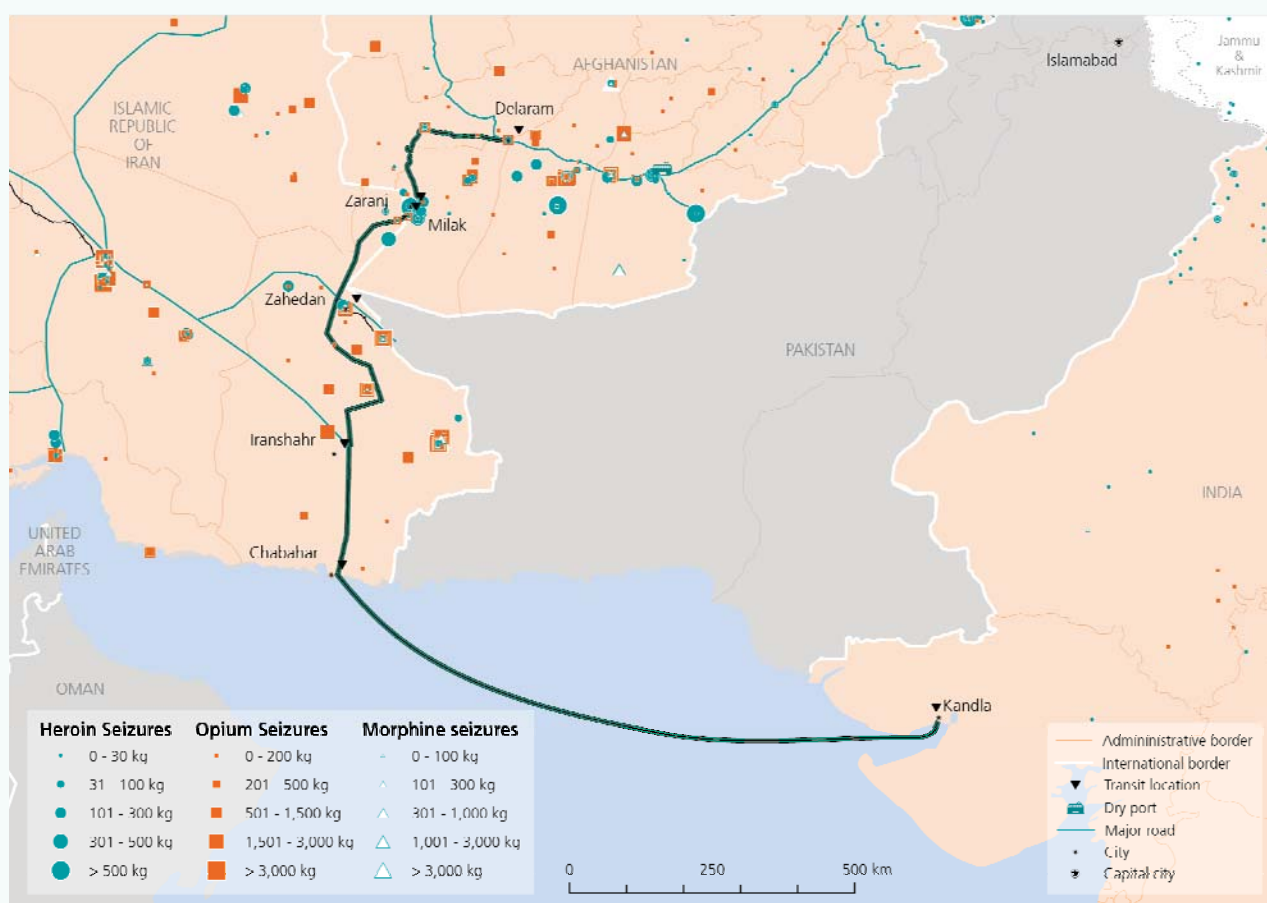 Islamabad
Jammu
&
Kashmir
AFGHANISTAN
ISLAMIC
REPUBLIC
OF
IRAN
Delaram
Zaranj
Milak
Zahedan
PAKISTAN
Iranshahr
INDIA
UNITED
ARAB
EMIRATES
Chabahar
OMAN
Kandla
Heroin Seizures
0 - 30 kg
31 - 100 kg
101 - 300 kg
301 - 500 kg
> 500 kg
Opium Seizures
0 - 200 kg
201 - 500 kg
501 - 1,500 kg
1,501 - 3,000 kg
> 3,000 kg
Morphine seizures
0 - 100 kg
101 - 300 kg
301 - 1,000 kg
1,001 - 3,000 kg
> 3,000 kg
0 250 500 km
Admininistrative border
International border
Transit location
Dry port
Major road
City
Capital city